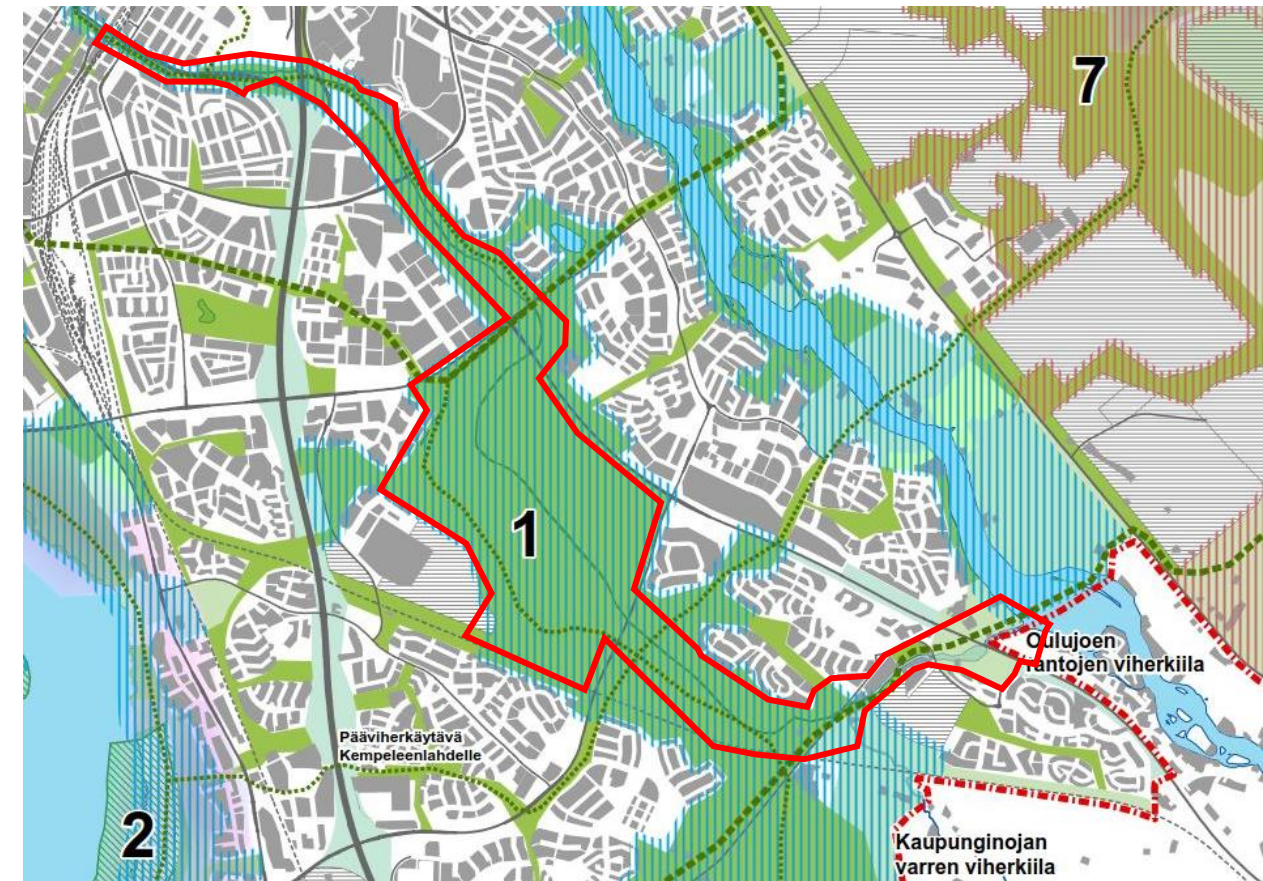 7
1
Oulujoen
rantojen viherkiila
Pääviherkäytävä
Kempeleenlahdelle
2
Kaupunginojan
varren viherkiila